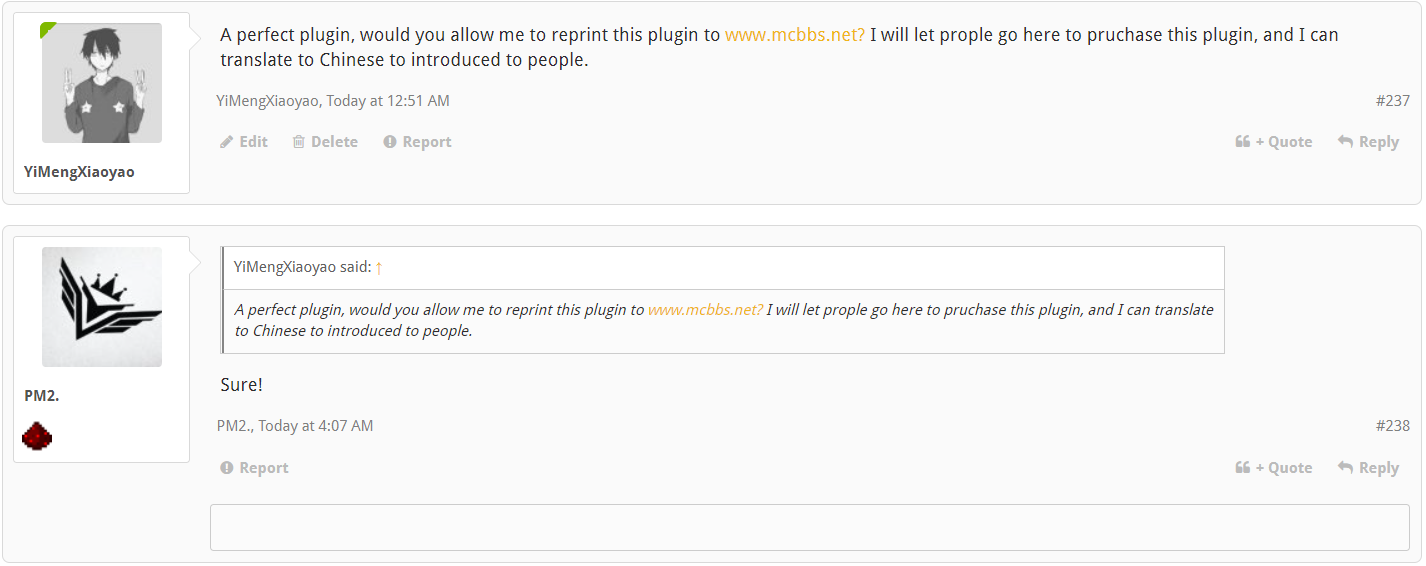 A perfect plugin, would you allow me to reprint this plugin to www.mcbbs.net? I will let prople go here to pruchase this plugin, and I can
translate to Chinese to introduced to people.
YiMengXiaoyao, Today at 12:51 AM #237
Edit Delete Report + Quote Reply
YiMengXiaoyao
YiMengXiaoyao said: ↑
A perfect plugin, would you allow me to reprint this plugin to www.mcbbs.net? I will let prople go here to pruchase this plugin, and I can translate
to Chinese to introduced to people.
Sure!
PM2.
PM2., Today at 4:07 AM #238
Report + Quote Reply